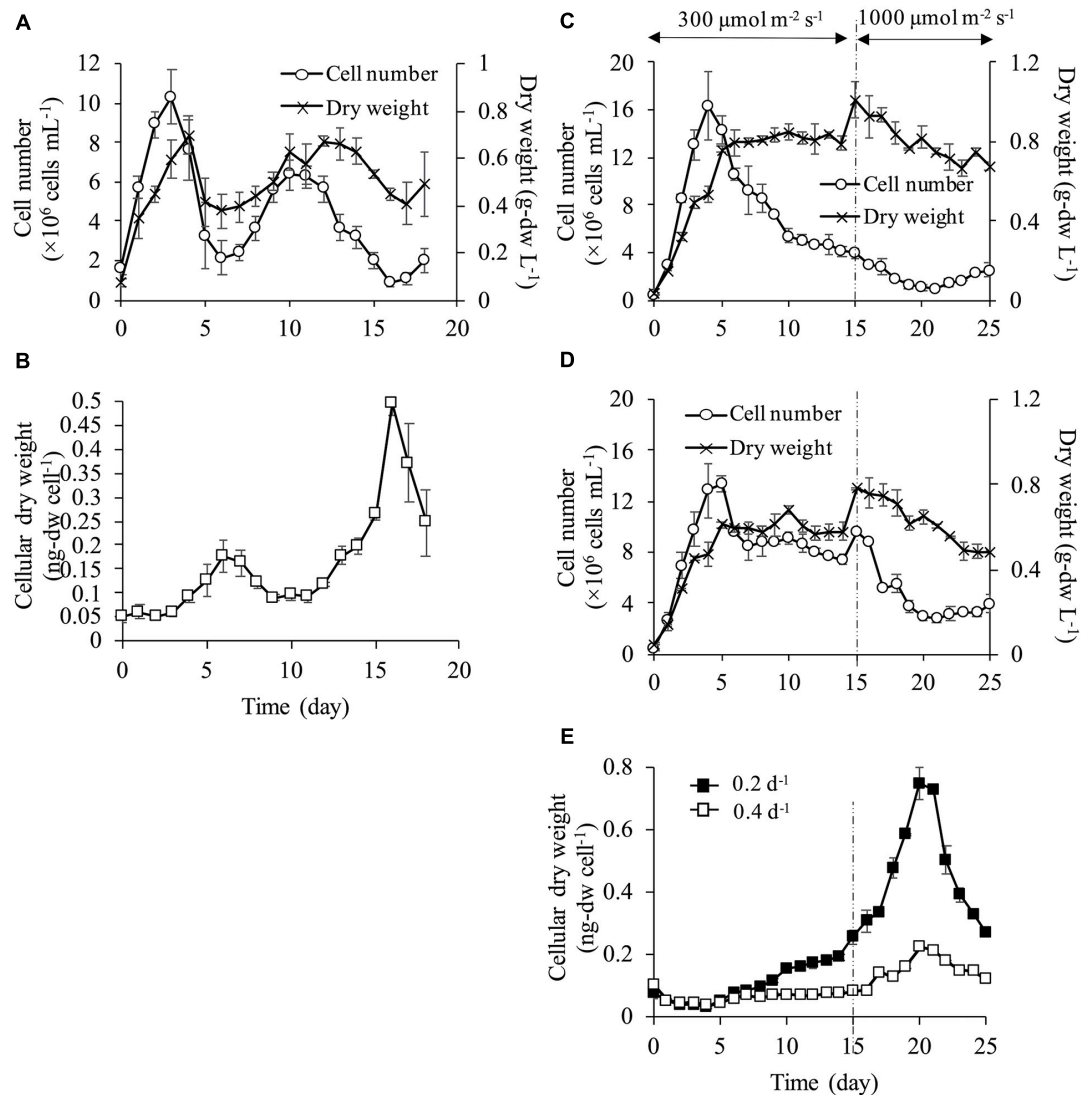 A
Cell number
(×10⁶ cells mL⁻¹)
12
10
8
6
4
2
0
Cell number
Dry weight
1
0.8
0.6
0.4
0.2
0
Dry weight (g-dw L⁻¹)
0 5 10 15 20
B
Cellular dry weight
(ng-dw cell⁻¹)
0.5
0.45
0.4
0.35
0.3
0.25
0.2
0.15
0.1
0.05
0
0 5 10 15 20
Time (day)
C
300 µmol m⁻² s⁻¹
1000 µmol m⁻² s⁻¹
Cell number
(×10⁶ cells mL⁻¹)
20
16
12
8
4
0
Cell number
Dry weight
1.2
0.8
0.4
0
Dry weight (g-dw L⁻¹)
0 5 10 15 20 25
D
Cell number
(×10⁶ cells mL⁻¹)
20
16
12
8
4
0
Cell number
Dry weight
1.2
0.8
0.4
0
Dry weight (g-dw L⁻¹)
0 5 10 15 20 25
E
Cellular dry weight
(ng-dw cell⁻¹)
0.8
0.6
0.4
0.2
0
0.2 d⁻¹
0.4 d⁻¹
0 5 10 15 20 25
Time (day)